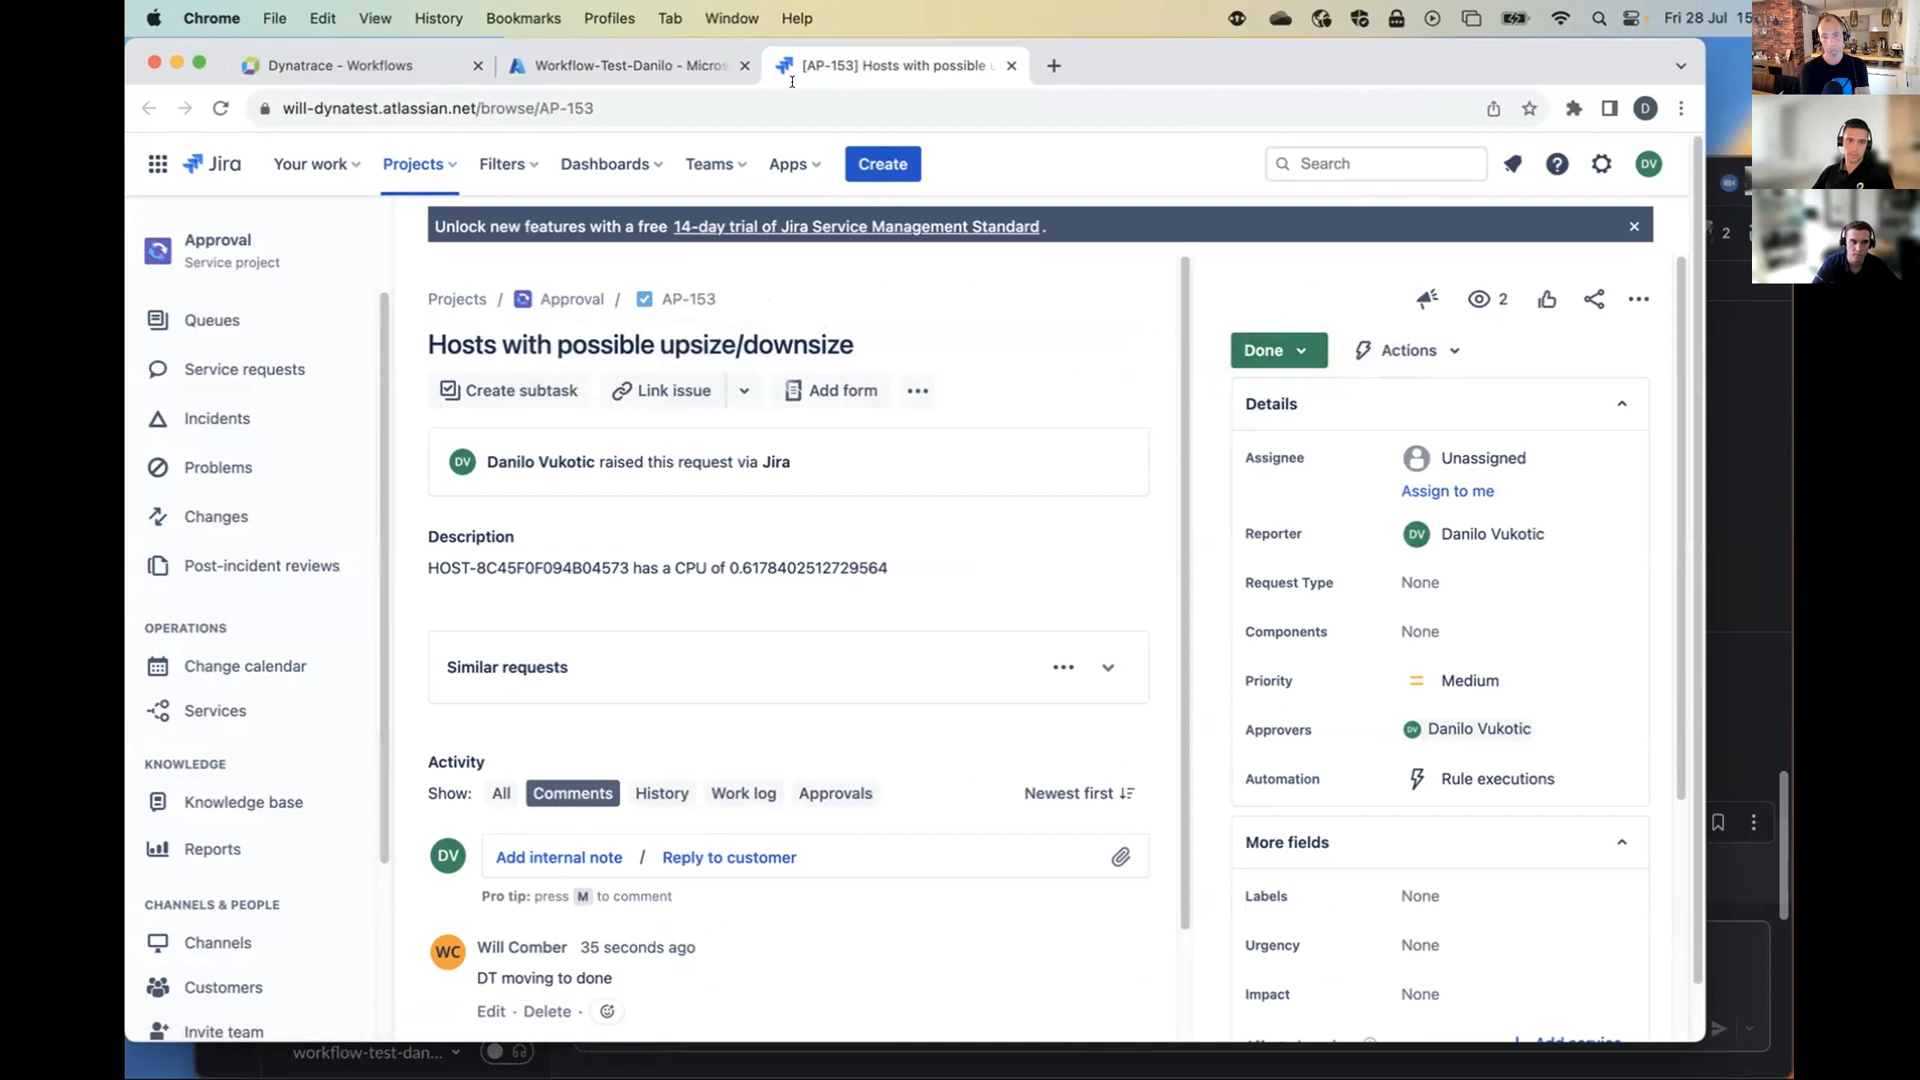 Chrome File Edit View History Bookmarks Profiles Tab Window Help
Fri 28 Jul
Dynatrace - Workflows
Workflow-Test-Danilo - Micros
[AP-153] Hosts with possible
will-dynatest.atlassian.net/browse/AP-153
D
Jira Your work Projects Filters Dashboards Teams Apps Create
Search
DV
Unlock new features with a free 14-day trial of Jira Service Management Standard.
Approval
Service project
Queues
Service requests
Incidents
Problems
Changes
Post-incident reviews
OPERATIONS
Change calendar
Services
KNOWLEDGE
Knowledge base
Reports
CHANNELS & PEOPLE
Channels
Customers
Invite team
Projects / Approval / AP-153
Hosts with possible upsize/downsize
Create subtask Link issue Add form
DV Danilo Vukotic raised this request via Jira
Description
HOST-8C45F0F094B04573 has a CPU of 0.6178402512729564
Similar requests
Activity
Show: All Comments History Work log Approvals Newest first
DV Add internal note / Reply to customer
Pro tip: press M to comment
WC Will Comber 35 seconds ago
DT moving to done
Edit · Delete ·
2
Done Actions
Details
Assignee Unassigned
Assign to me
Reporter DV Danilo Vukotic
Request Type None
Components None
Priority Medium
Approvers DV Danilo Vukotic
Automation Rule executions
More fields
Labels None
Urgency None
Impact None
2
workflow-test-dan...